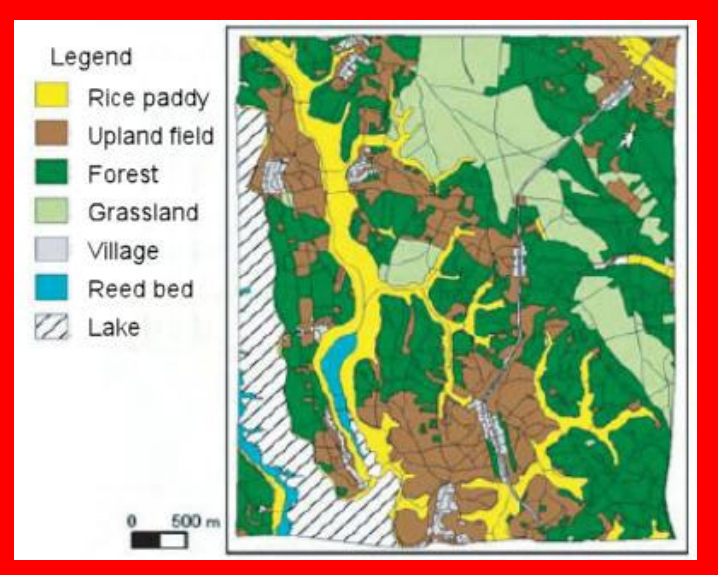 Legend
Rice paddy
Upland field
Forest
Grassland
Village
Reed bed
Lake
0 500 m